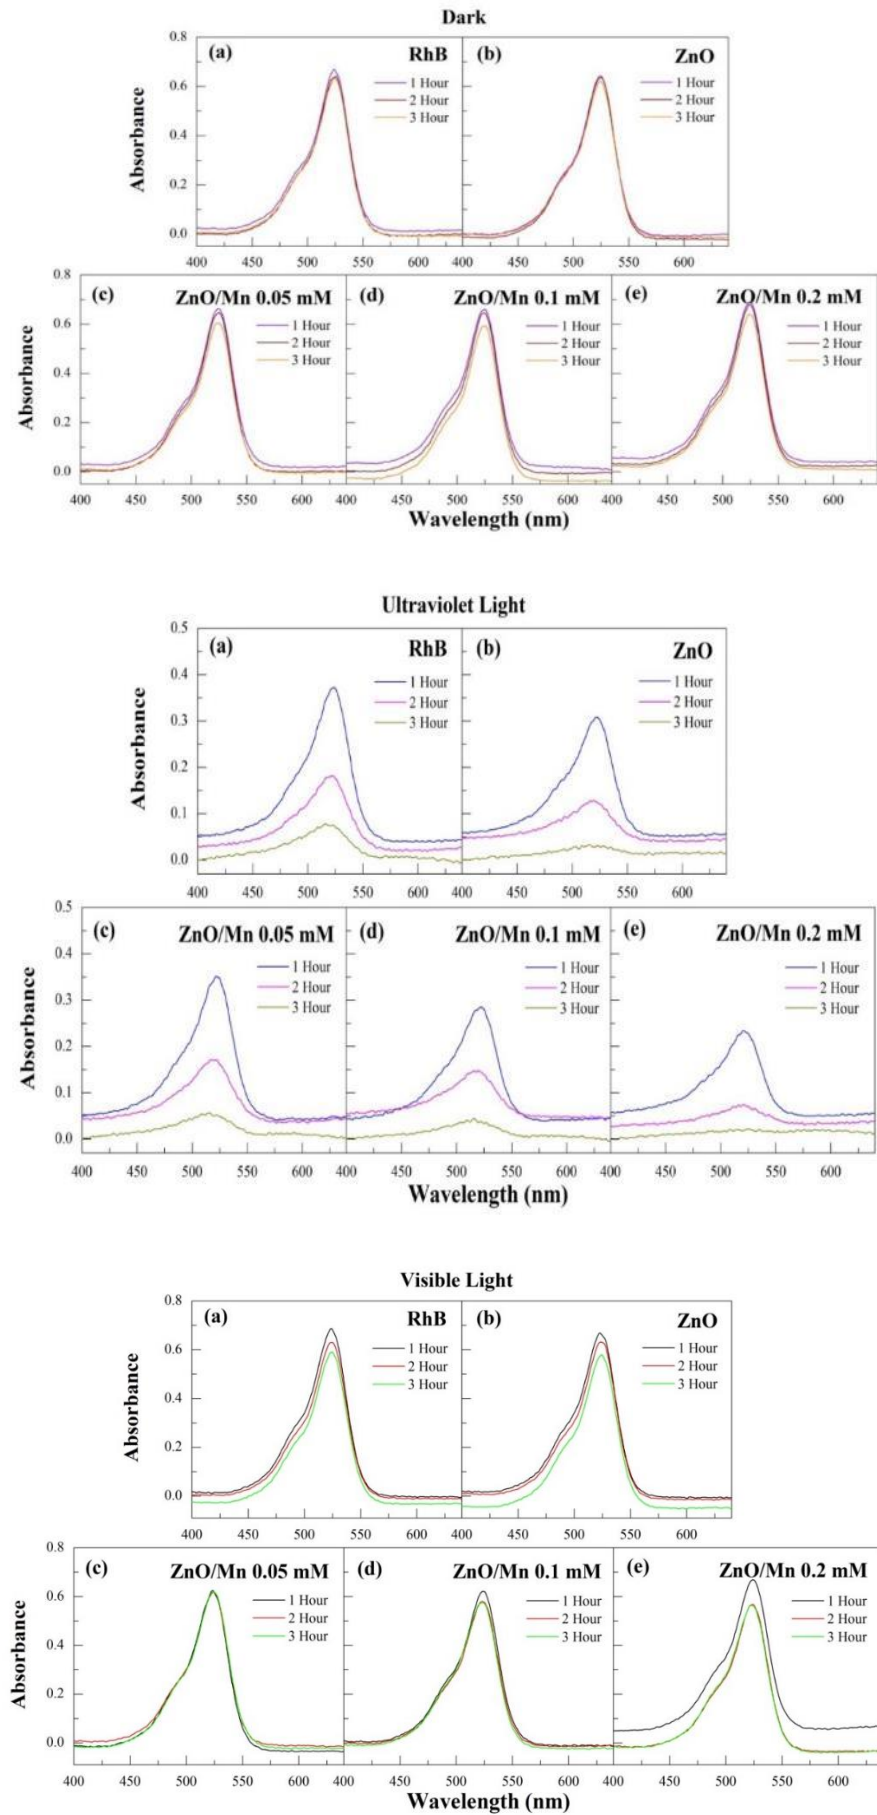 Dark
(a) RhB
1 Hour
2 Hour
3 Hour
(b) ZnO
1 Hour
2 Hour
3 Hour
Absorbance
0.8
0.6
0.4
0.2
0.0
400 450 500 550 600 400 450 500 550 600
(c) ZnO/Mn 0.05 mM
1 Hour
2 Hour
3 Hour
(d) ZnO/Mn 0.1 mM
1 Hour
2 Hour
3 Hour
(e) ZnO/Mn 0.2 mM
1 Hour
2 Hour
3 Hour
Absorbance
0.8
0.6
0.4
0.2
0.0
400 450 500 550 600 400 450 500 550 600 400 450 500 550 600
Wavelength (nm)
Ultraviolet Light
(a) RhB
1 Hour
2 Hour
3 Hour
(b) ZnO
1 Hour
2 Hour
3 Hour
Absorbance
0.5
0.4
0.3
0.2
0.1
0.0
400 450 500 550 600 400 450 500 550 600
(c) ZnO/Mn 0.05 mM
1 Hour
2 Hour
3 Hour
(d) ZnO/Mn 0.1 mM
1 Hour
2 Hour
3 Hour
(e) ZnO/Mn 0.2 mM
1 Hour
2 Hour
3 Hour
Absorbance
0.5
0.4
0.3
0.2
0.1
0.0
400 450 500 550 600 400 450 500 550 600 400 450 500 550 600
Wavelength (nm)
Visible Light
(a) RhB
1 Hour
2 Hour
3 Hour
(b) ZnO
1 Hour
2 Hour
3 Hour
Absorbance
0.8
0.6
0.4
0.2
0.0
400 450 500 550 600 400 450 500 550 600
(c) ZnO/Mn 0.05 mM
1 Hour
2 Hour
3 Hour
(d) ZnO/Mn 0.1 mM
1 Hour
2 Hour
3 Hour
(e) ZnO/Mn 0.2 mM
1 Hour
2 Hour
3 Hour
Absorbance
0.8
0.6
0.4
0.2
0.0
400 450 500 550 600 400 450 500 550 600 400 450 500 550 600
Wavelength (nm)